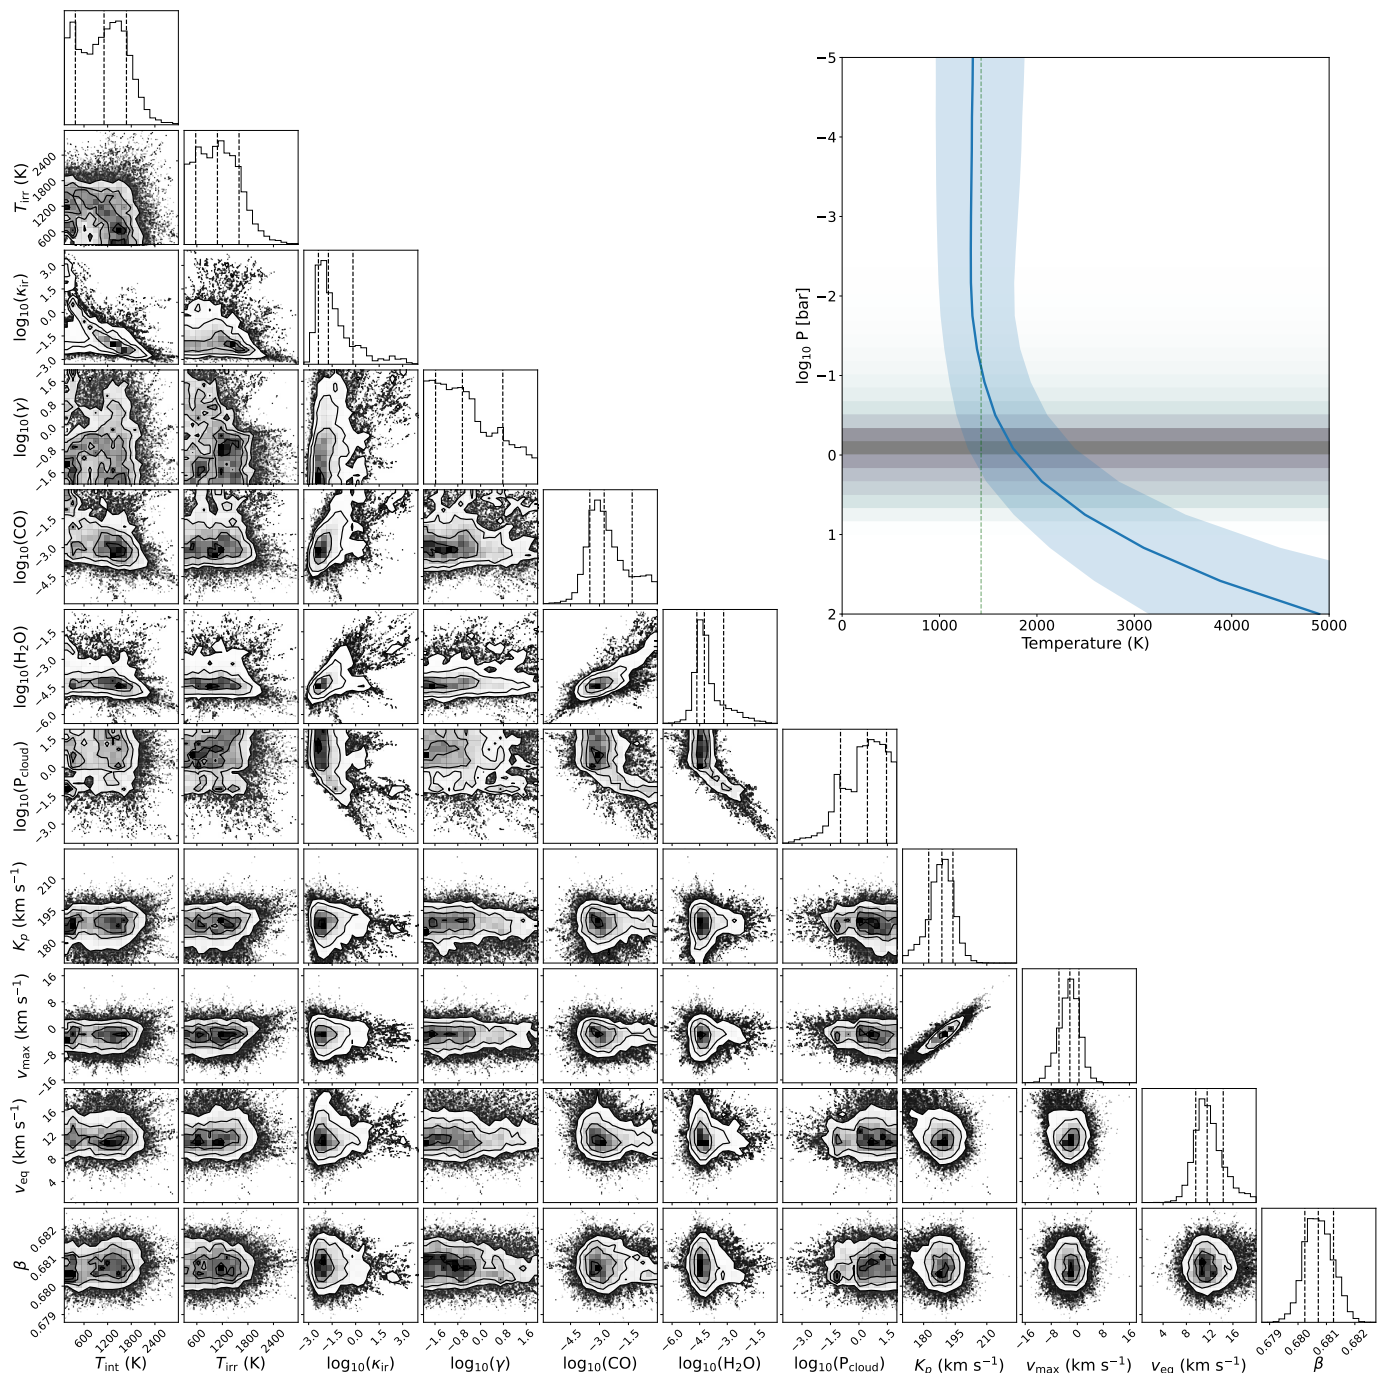 −5
−4
−3
−2
−1
0
1
2
log₁₀ P [bar]
0 1000 2000 3000 4000 5000
Temperature (K)
2400
1800
1200
600
T_irr (K)
3.0
1.5
0.0
−1.5
−3.0
log₁₀(κ_ir)
1.6
0.8
0.0
−0.8
−1.6
log₁₀(γ)
−1.5
−3.0
−4.5
log₁₀(CO)
−1.5
−3.0
−4.5
−6.0
log₁₀(H₂O)
1.5
0.0
−1.5
−3.0
log₁₀(P_cloud)
210
195
180
K_p (km s⁻¹)
16
8
0
−8
−16
v_max (km s⁻¹)
16
12
8
4
v_eq (km s⁻¹)
0.682
0.681
0.680
0.679
β
600 1200 1800 2400
T_int (K)
600 1200 1800 2400
T_irr (K)
−3.0 −1.5 0.0 1.5 3.0
log₁₀(κ_ir)
−1.6 −0.8 0.0 0.8 1.6
log₁₀(γ)
−4.5 −3.0 −1.5
log₁₀(CO)
−6.0 −4.5 −3.0 −1.5
log₁₀(H₂O)
−3.0 −1.5 0.0 1.5
log₁₀(P_cloud)
180 195 210
K_p (km s⁻¹)
−16 −8 0 8 16
v_max (km s⁻¹)
4 8 12 16
v_eq (km s⁻¹)
0.679 0.680 0.681 0.682
β